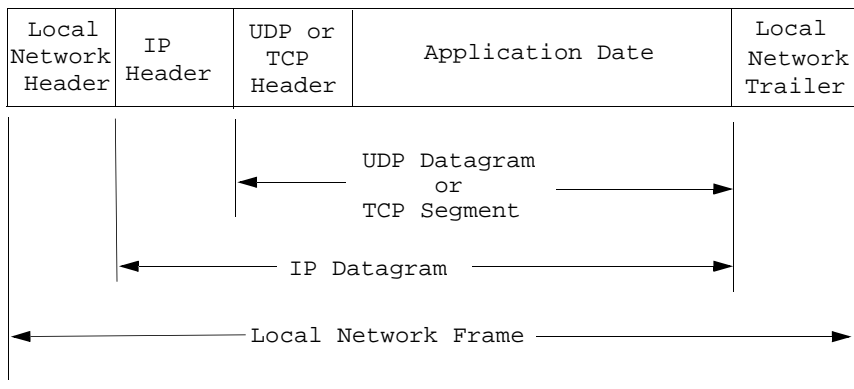 Local
Network
Header
IP
Header
UDP or
TCP
Header
Application Date
Local
Network
Trailer
UDP Datagram
or
TCP Segment
IP Datagram
Local Network Frame